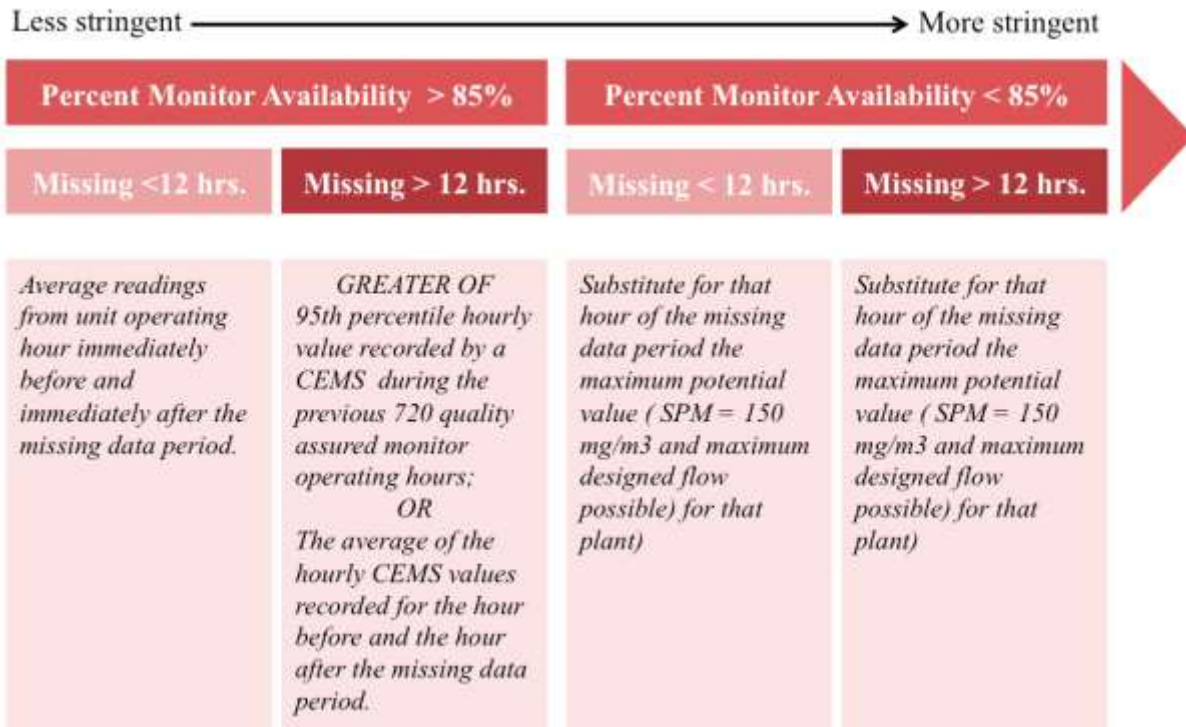 Less stringent
More stringent
Percent Monitor Availability > 85%
Percent Monitor Availability < 85%
Missing <12 hrs.
Missing > 12 hrs.
Missing < 12 hrs.
Missing > 12 hrs.
Average readings
from unit operating
hour immediately
before and
immediately after the
missing data period.
GREATER OF
95th percentile hourly
value recorded by a
CEMS during the
previous 720 quality
assured monitor
operating hours;
OR
The average of the
hourly CEMS values
recorded for the hour
before and the hour
after the missing data
period.
Substitute for that
hour of the missing
data period the
maximum potential
value ( SPM = 150
mg/m3 and maximum
designed flow
possible) for that
plant)
Substitute for that
hour of the missing
data period the
maximum potential
value ( SPM = 150
mg/m3 and maximum
designed flow
possible) for that
plant)